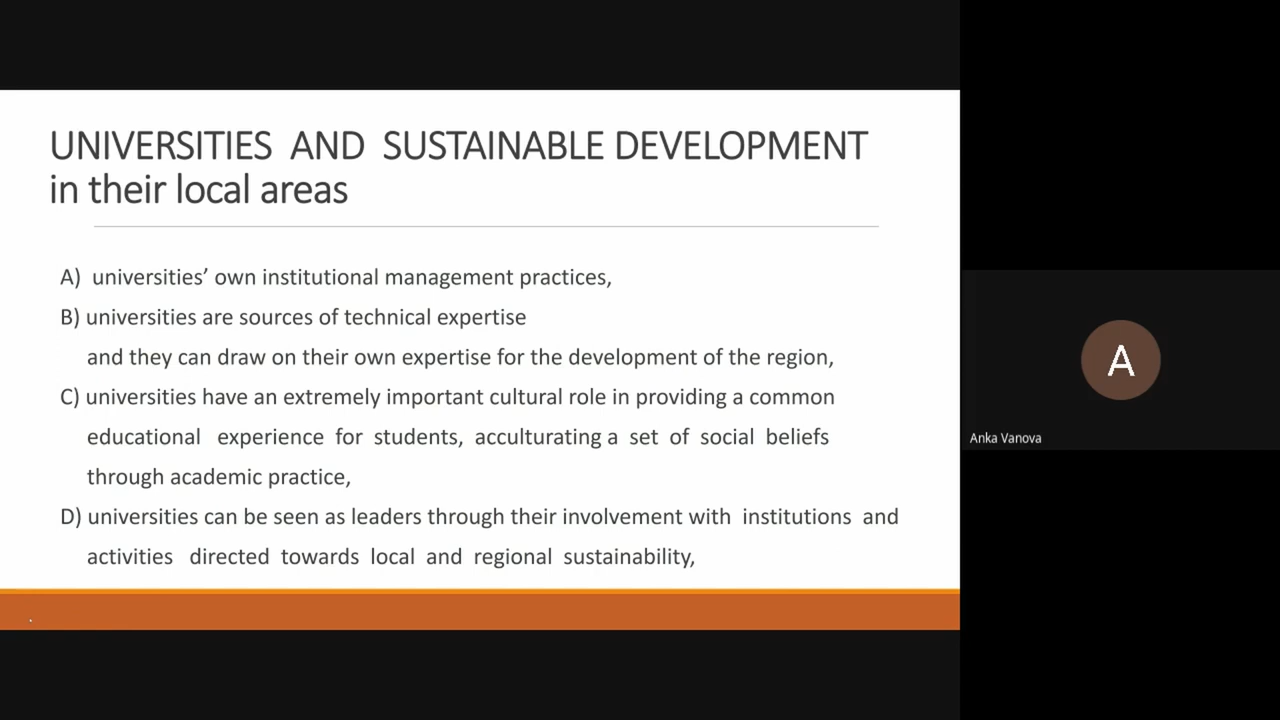 UNIVERSITIES AND SUSTAINABLE DEVELOPMENT
in their local areas
A) universities’ own institutional management practices,
B) universities are sources of technical expertise
and they can draw on their own expertise for the development of the region,
C) universities have an extremely important cultural role in providing a common
educational experience for students, acculturating a set of social beliefs
through academic practice,
D) universities can be seen as leaders through their involvement with institutions and
activities directed towards local and regional sustainability,
.
A
Anka Vanova